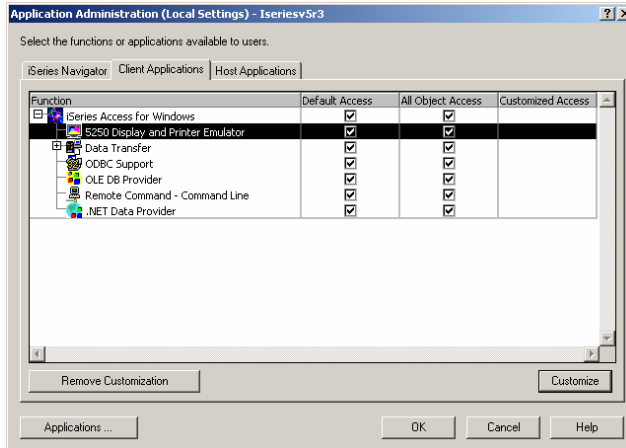 Application Administration (Local Settings) - Iseriesv5r3
Select the functions or applications available to users.
iSeries Navigator Client Applications Host Applications
Function Default Access All Object Access Customized Access
iSeries Access for Windows
5250 Display and Printer Emulator
Data Transfer
ODBC Support
OLE DB Provider
Remote Command - Command Line
.NET Data Provider
Remove Customization Customize
Applications ... OK Cancel Help